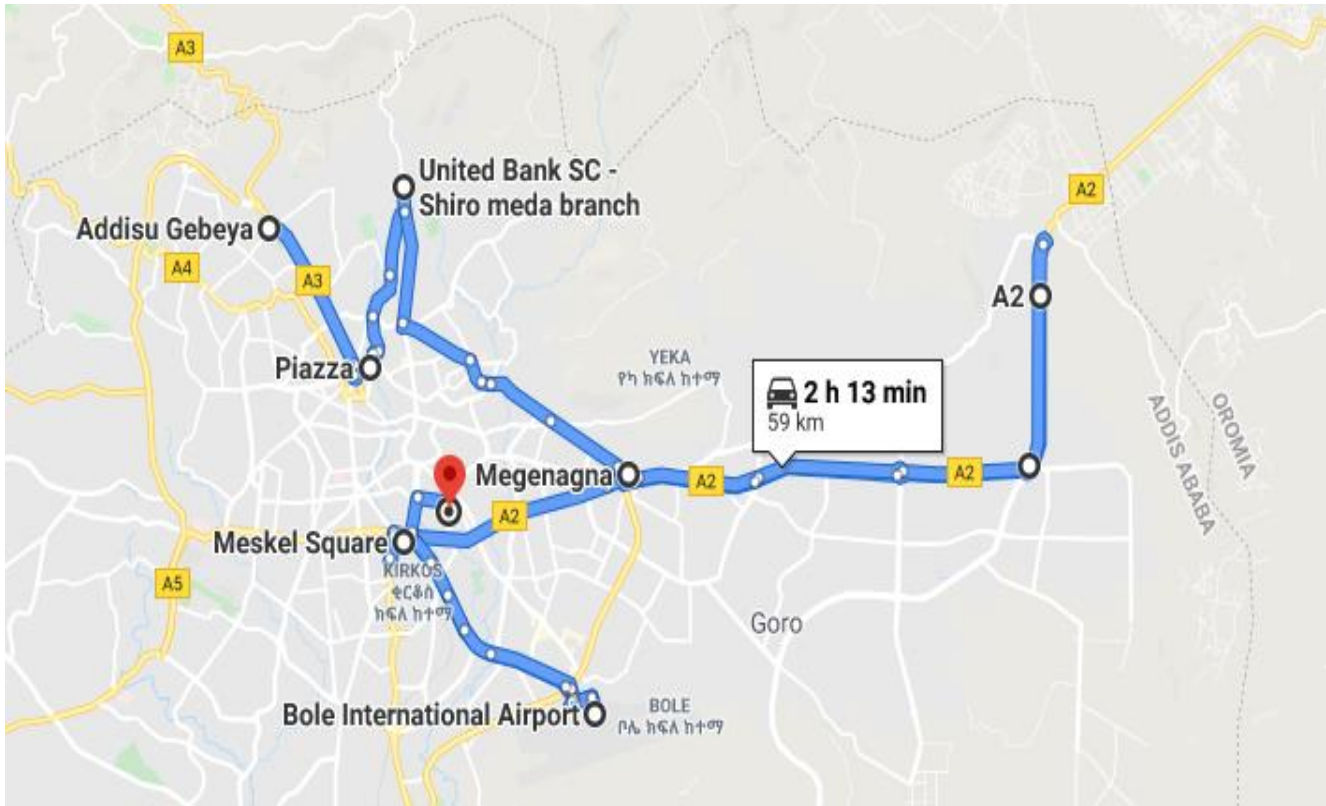 A3
United Bank SC -
Shiro meda branch
A2
Addisu Gebeya
A4
A3
A2
Piazza
YEKA
የካ ክፍለ ከተማ
2 h 13 min
59 km
OROMIA
ADDIS ABABA
Megenagna
A2
A2
A2
Meskel Square
KIRKOS
ቂርቆስ
ክፍለ ከተማ
A5
Goro
Bole International Airport
BOLE
ቦሌ ክፍለ ከተማ